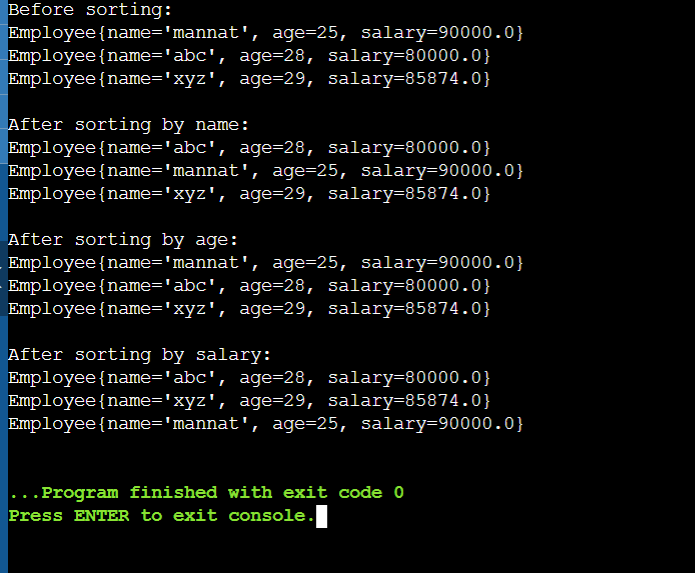 Before sorting:
Employee{name='mannat', age=25, salary=90000.0}
Employee{name='abc', age=28, salary=80000.0}
Employee{name='xyz', age=29, salary=85874.0}

After sorting by name:
Employee{name='abc', age=28, salary=80000.0}
Employee{name='mannat', age=25, salary=90000.0}
Employee{name='xyz', age=29, salary=85874.0}

After sorting by age:
Employee{name='mannat', age=25, salary=90000.0}
Employee{name='abc', age=28, salary=80000.0}
Employee{name='xyz', age=29, salary=85874.0}

After sorting by salary:
Employee{name='abc', age=28, salary=80000.0}
Employee{name='xyz', age=29, salary=85874.0}
Employee{name='mannat', age=25, salary=90000.0}

...Program finished with exit code 0
Press ENTER to exit console.